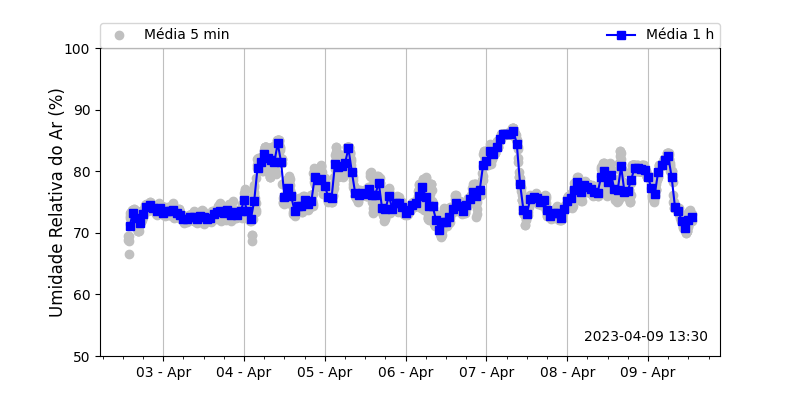 Média 5 min
Média 1 h
Umidade Relativa do Ar (%)
100
90
80
70
60
50
2023-04-09 13:30
03 - Apr
04 - Apr
05 - Apr
06 - Apr
07 - Apr
08 - Apr
09 - Apr